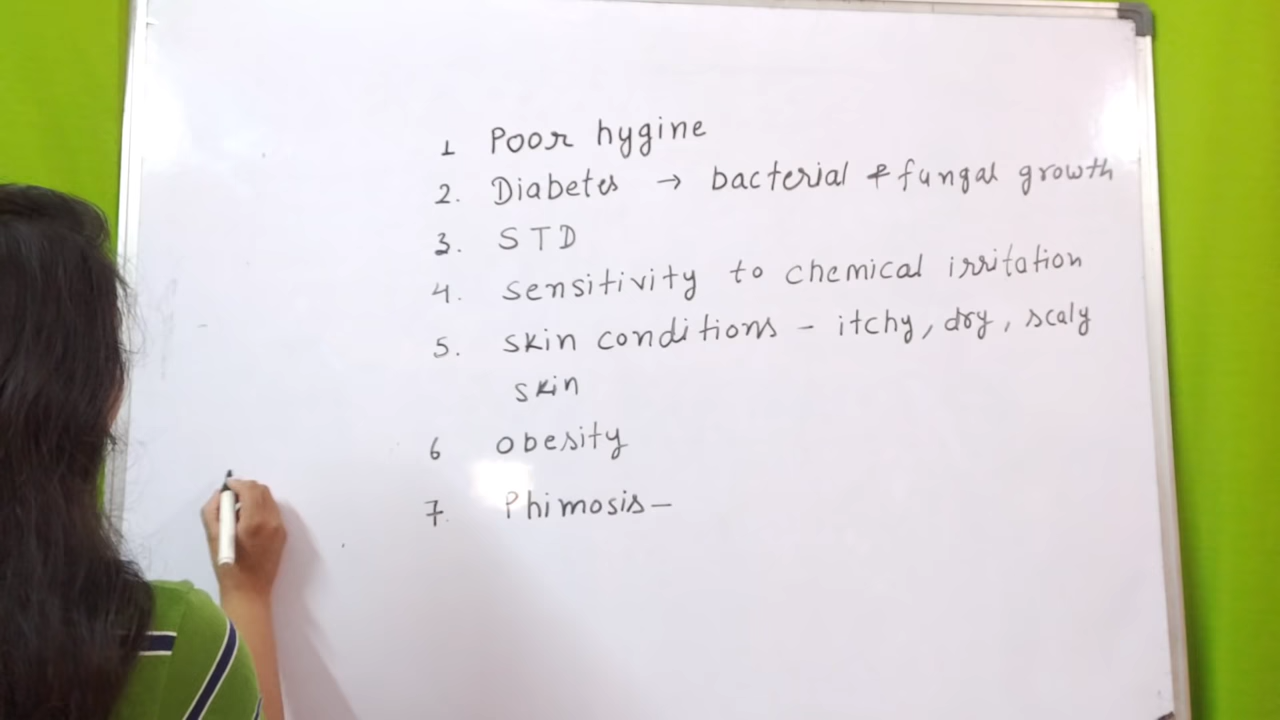 1 Poor hygine
2. Diabetes → bacterial & fungal growth
3. STD
4. Sensitivity to chemical irritation
5. Skin conditions - itchy, dry, scaly
skin
6 obesity
7. Phimosis -